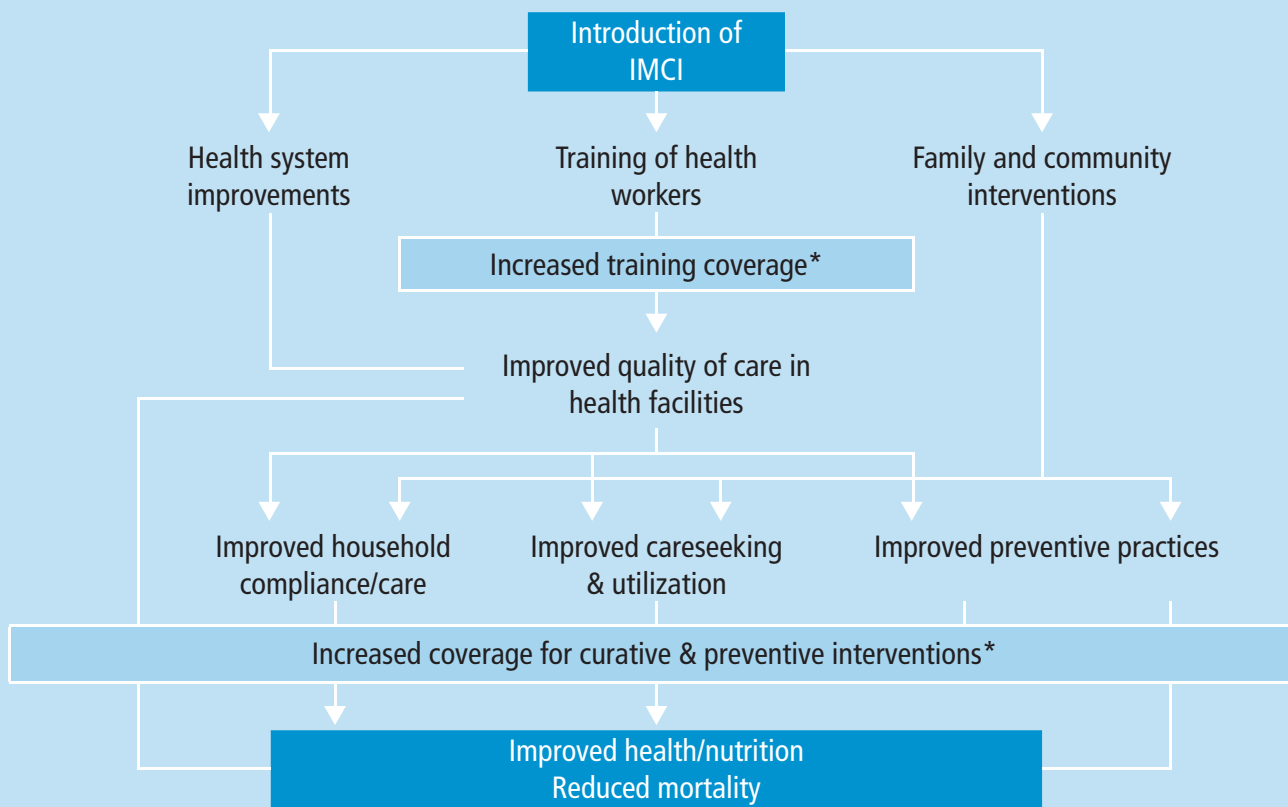 Introduction of
IMCI
Health system
improvements
Training of health
workers
Family and community
interventions
Increased training coverage*
Improved quality of care in
health facilities
Improved household
compliance/care
Improved careseeking
& utilization
Improved preventive practices
Increased coverage for curative & preventive interventions*
Improved health/nutrition
Reduced mortality